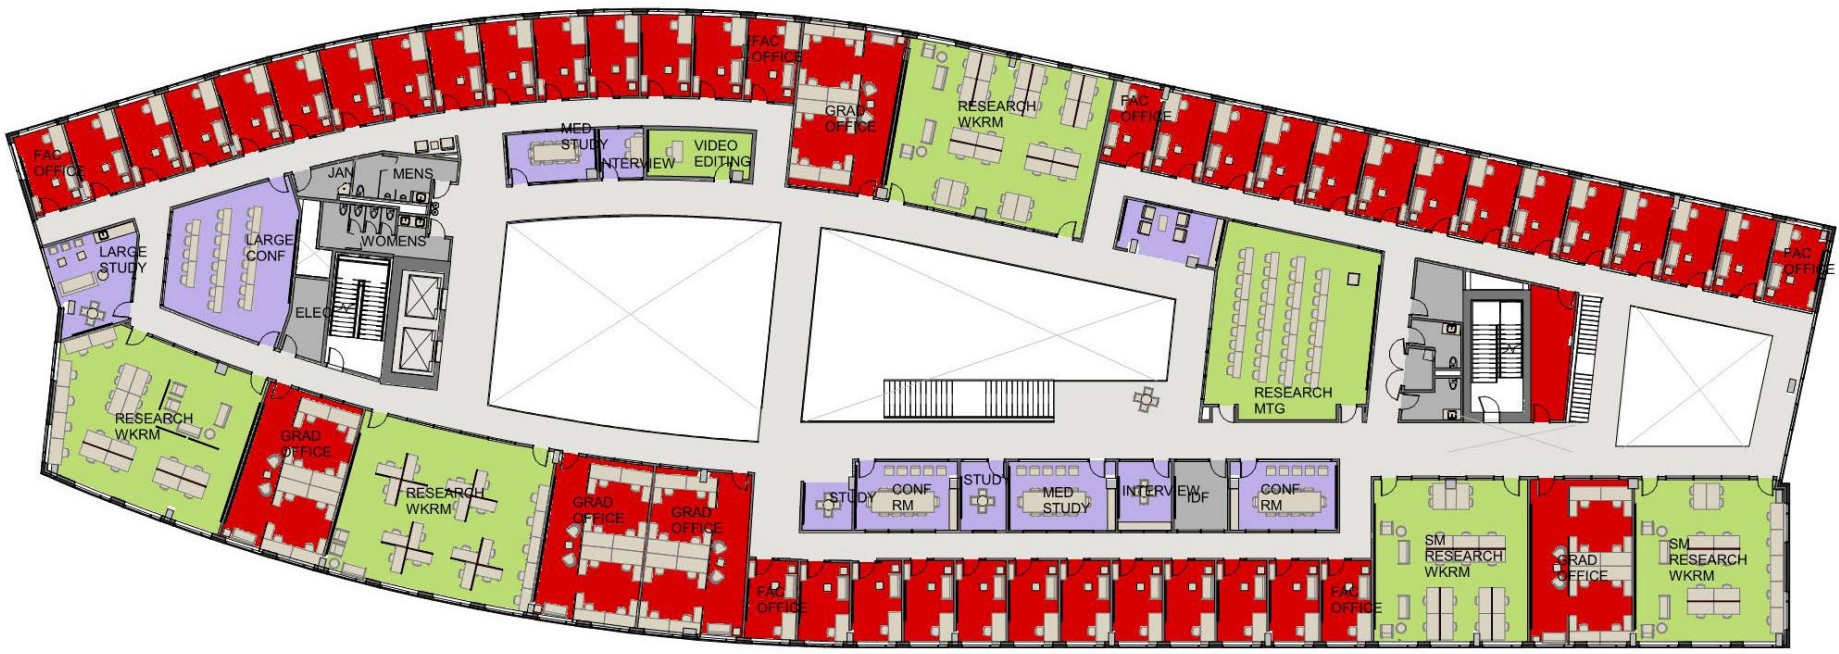 FAC
OFFICE
GRAD
OFFICE
RESEARCH
WKRM
FAC
OFFICE
MED
STUDY
INTERVIEW
VIDEO
EDITING
FAC
OFFICE
JAN
MENS
WOMENS
LARGE
CONF
LARGE
STUDY
ELEC
FAC
OFFICE
RESEARCH
MTG
RESEARCH
WKRM
GRAD
OFFICE
RESEARCH
WKRM
GRAD
OFFICE
GRAD
OFFICE
STUDY
CONF
RM
STUDY
MED
STUDY
INTERVIEW
IDF
CONF
RM
SM
RESEARCH
WKRM
GRAD
OFFICE
SM
RESEARCH
WKRM
FAC
OFFICE
FAC
OFFICE